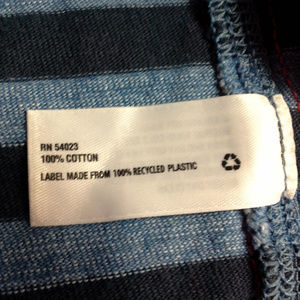 RN 54023
100% COTTON
LABEL MADE FROM 100% RECYCLED PLASTIC